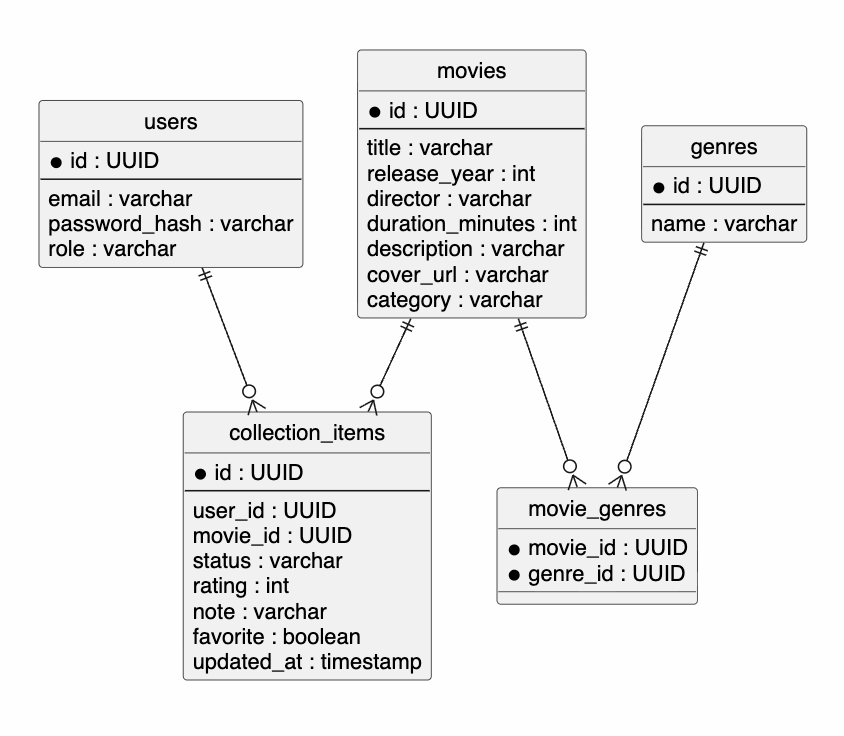 users
id : UUID
email : varchar
password_hash : varchar
role : varchar
movies
id : UUID
title : varchar
release_year : int
director : varchar
duration_minutes : int
description : varchar
cover_url : varchar
category : varchar
genres
id : UUID
name : varchar
collection_items
id : UUID
user_id : UUID
movie_id : UUID
status : varchar
rating : int
note : varchar
favorite : boolean
updated_at : timestamp
movie_genres
movie_id : UUID
genre_id : UUID